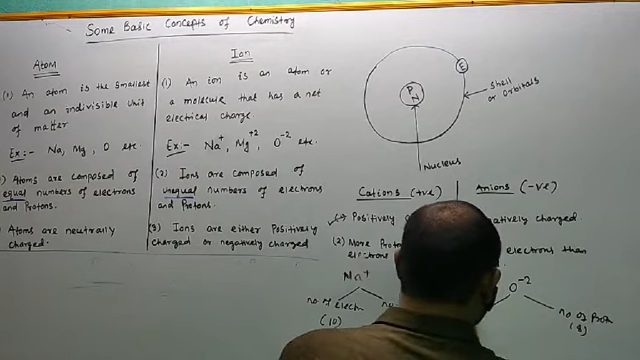 Some Basic Concepts of Chemistry
Atom
(1) An atom is the smallest
and an indivisible unit
of matter
Ex:- Na, Mg, O etc.
) Atoms are composed of
equal numbers of electrons
and Protons.
) Atoms are neutrally
charged.
Ion
(1) An ion is an atom or
a molecule that has a net
electrical charge.
Ex:- Na+, Mg+2, O-2 etc.
(2) Ions are composed of
unequal numbers of electrons
and Protons.
(3) Ions are either Positively
charged or negatively charged
E
P
N
Shell
or Orbitals
Nucleus
Cations (+ve)
Anions (-ve)
Positively
charged
(2) More
electrons than
electrons
Na+
no of electn
(10)
no
O-2
no of Prot
(8)